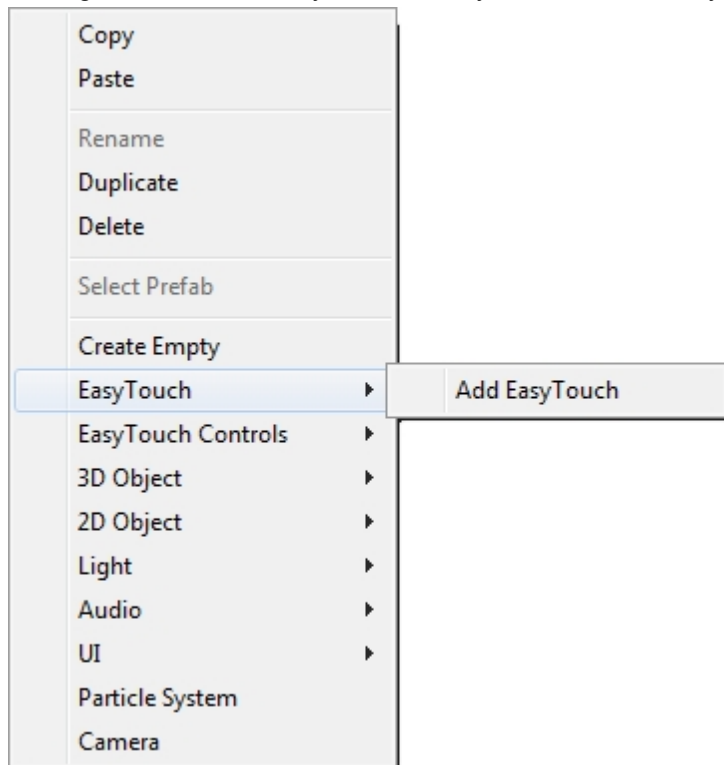 Copy
Paste
Rename
Duplicate
Delete
Select Prefab
Create Empty
EasyTouch
Add EasyTouch
EasyTouch Controls
3D Object
2D Object
Light
Audio
UI
Particle System
Camera